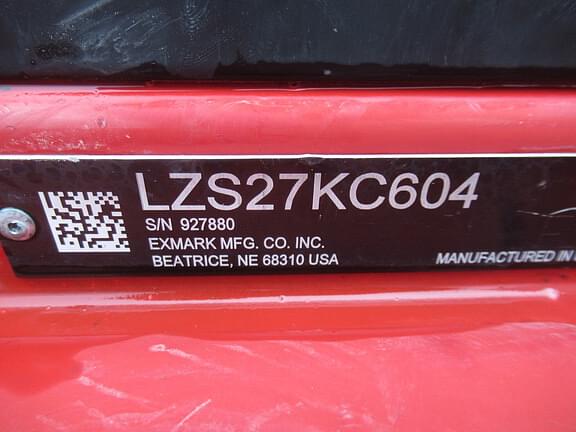 LZS27KC604
S/N 927880
EXMARK MFG. CO. INC.
BEATRICE, NE 68310 USA
MANUFACTURED IN